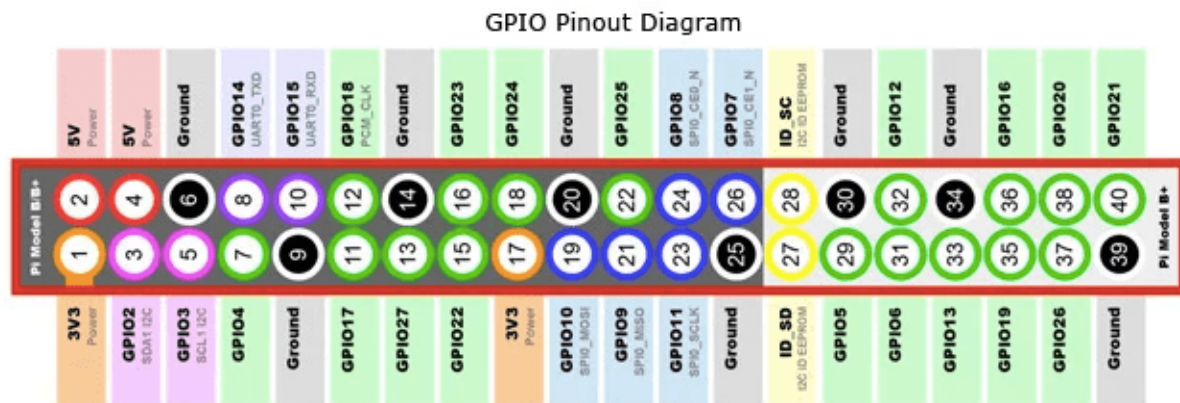 GPIO Pinout Diagram
5V
Power
5V
Power
Ground
GPIO14
UART0_TXD
GPIO15
UART0_RXD
GPIO18
PCM_CLK
Ground
GPIO23
GPIO24
Ground
GPIO25
GPIO8
SPI0_CE0_N
GPIO7
SPI0_CE1_N
ID_SC
I2C ID EEPROM
Ground
GPIO12
Ground
GPIO16
GPIO20
GPIO21
Pi Model B/B+
2
4
6
8
10
12
14
16
18
20
22
24
26
28
30
32
34
36
38
40
1
3
5
7
9
11
13
15
17
19
21
23
25
27
29
31
33
35
37
39
Pi Model B+
3V3
Power
GPIO2
SDA1 I2C
GPIO3
SCL1 I2C
GPIO4
Ground
GPIO17
GPIO27
GPIO22
3V3
Power
GPIO10
SPI0_MOSI
GPIO9
SPI0_MISO
GPIO11
SPI0_SCLK
Ground
ID_SD
I2C ID EEPROM
GPIO5
GPIO6
GPIO13
GPIO19
GPIO26
Ground